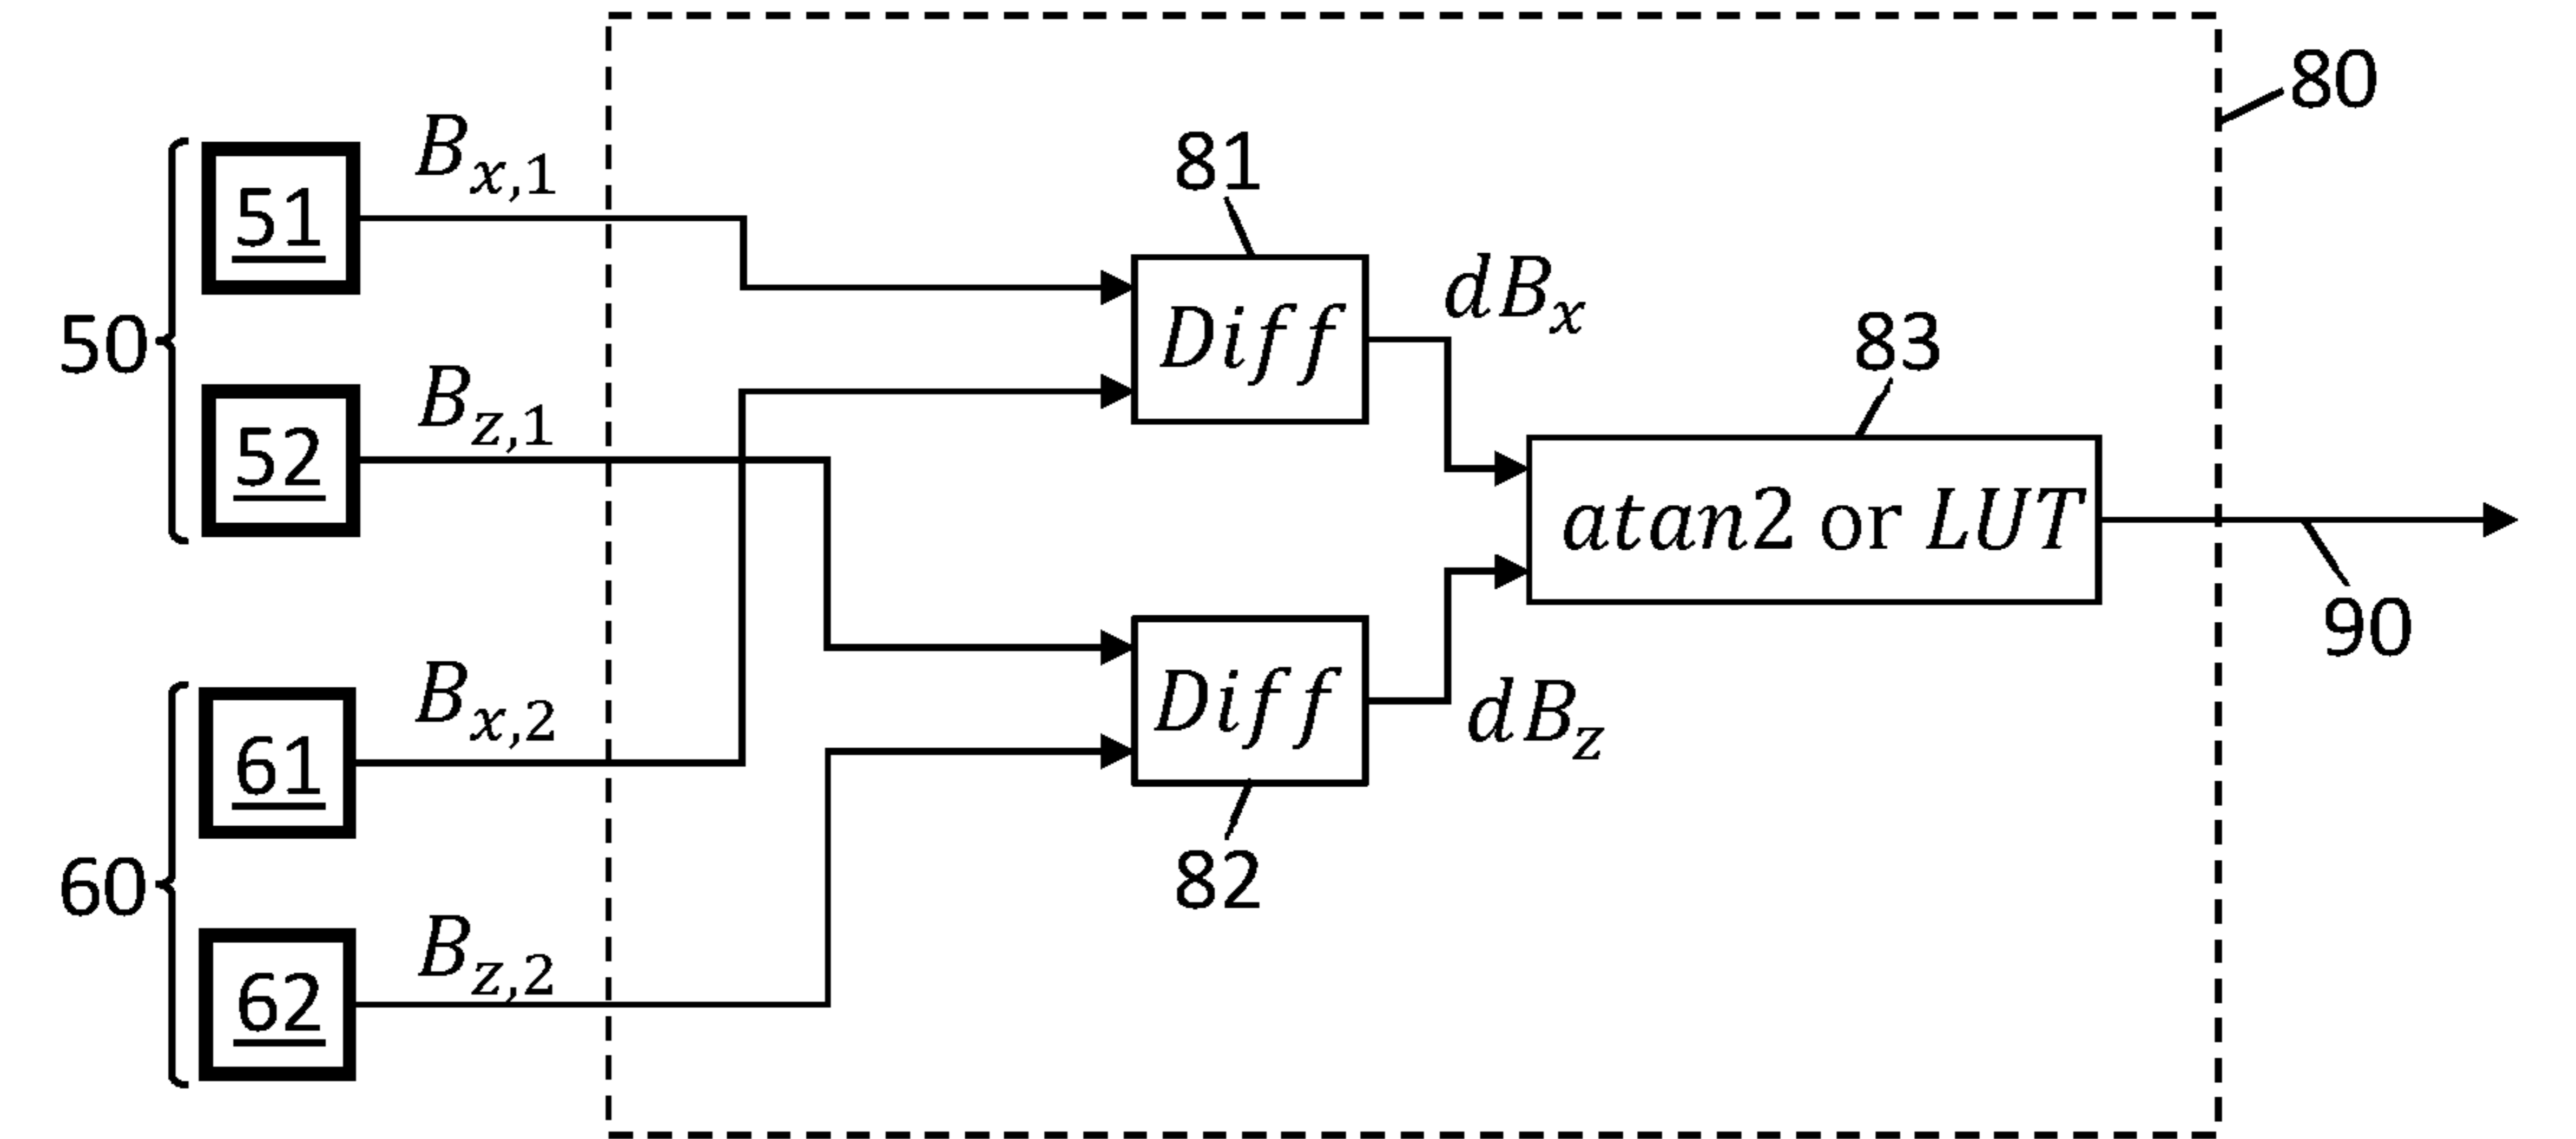 80
B_{x,1}
81
51
dB_x
Diff
83
50
B_{z,1}
52
atan2 or LUT
90
B_{x,2}
Diff
dB_z
61
60
82
B_{z,2}
62